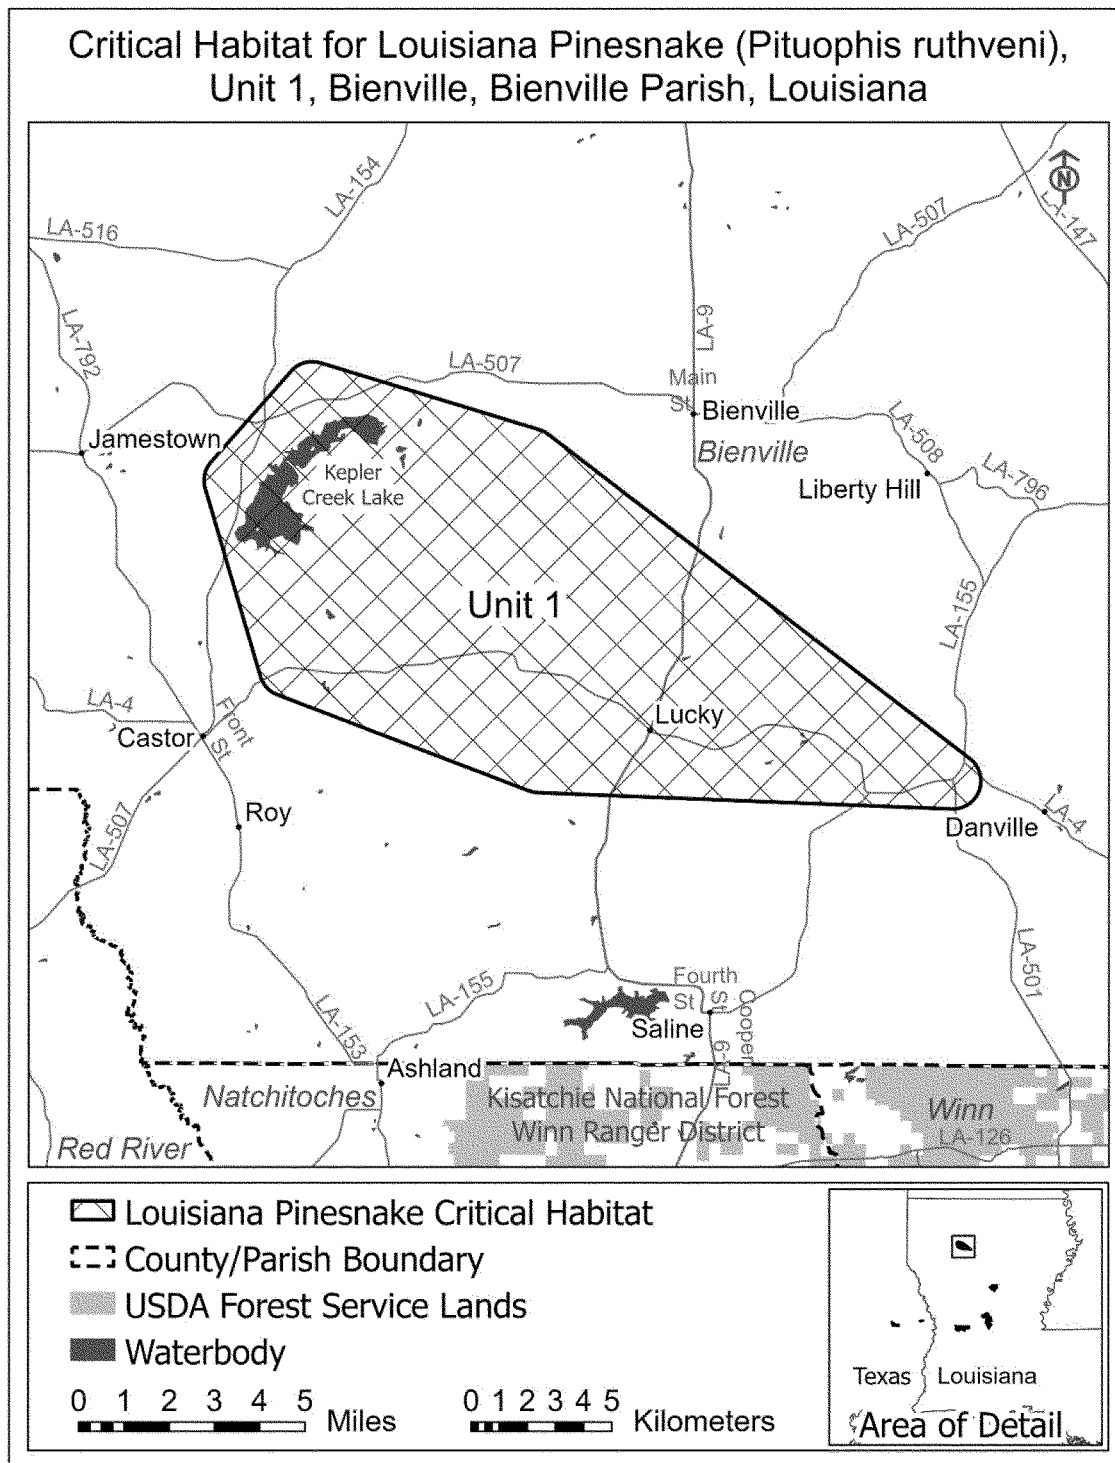 Critical Habitat for Louisiana Pinesnake (Pituophis ruthveni),
Unit 1, Bienville, Bienville Parish, Louisiana
LA-154
N
LA-516
LA-507
LA-147
LA-792
LA-9
LA-507
Main
St
Bienville
Bienville
Jamestown
LA-508
LA-796
Liberty Hill
Kepler
Creek Lake
Unit 1
LA-155
LA-4
Front
St
Castor
Lucky
Roy
LA-507
LA-4
Danville
LA-501
LA-155
Fourth
St
St
Cooper
LA-153
Saline
LA-9
Ashland
Natchitoches
Kisatchie National Forest
Winn Ranger District
Winn
LA-126
Red River
Louisiana Pinesnake Critical Habitat
County/Parish Boundary
USDA Forest Service Lands
Waterbody
0 1 2 3 4 5
Miles
0 1 2 3 4 5
Kilometers
Texas
Louisiana
Area of Detail